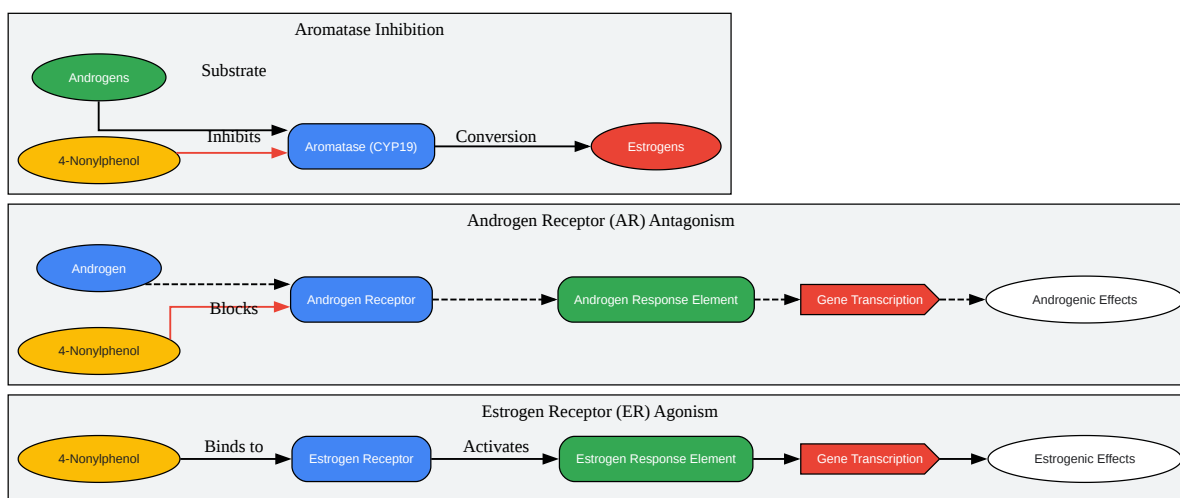 Aromatase Inhibition
Androgens
Substrate
Inhibits
4-Nonylphenol
Aromatase (CYP19)
Conversion
Estrogens
Androgen Receptor (AR) Antagonism
Androgen
Blocks
4-Nonylphenol
Androgen Receptor
Androgen Response Element
Gene Transcription
Androgenic Effects
Estrogen Receptor (ER) Agonism
4-Nonylphenol
Binds to
Estrogen Receptor
Activates
Estrogen Response Element
Gene Transcription
Estrogenic Effects